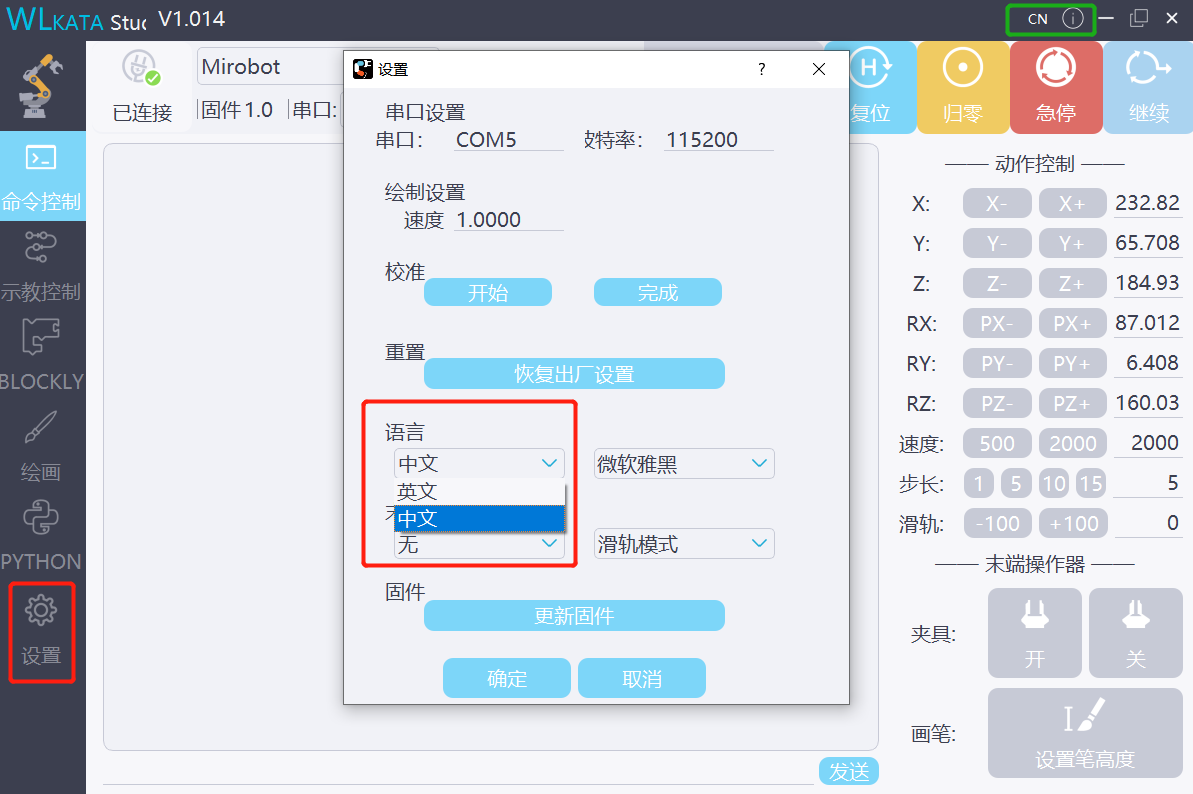 WLKATA Studio V1.014
CN
已连接
Mirobot
固件 1.0
串口:
复位
归零
急停
继续
命令控制
示教控制
BLOCKLY
绘画
PYTHON
设置
设置
?
串口设置
串口: COM5 波特率: 115200
绘制设置
速度 1.0000
校准
开始 完成
重置
恢复出厂设置
语言
中文 微软雅黑
英文
中文
无 滑轨模式
固件
更新固件
确定 取消
发送
动作控制
X: X- X+ 232.82
Y: Y- Y+ 65.708
Z: Z- Z+ 184.93
RX: PX- PX+ 87.012
RY: PY- PY+ 6.408
RZ: PZ- PZ+ 160.03
速度: 500 2000 2000
步长: 1 5 10 15 5
滑轨: -100 +100 0
末端操作器
夹具: 开 关
画笔: 设置笔高度